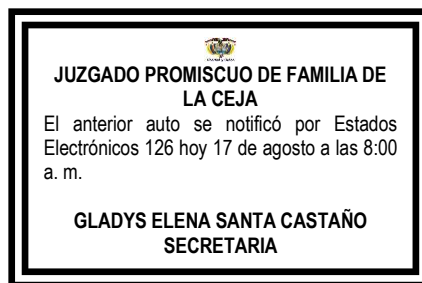 JUZGADO PROMISCUO DE FAMILIA DE
LA CEJA
El anterior auto se notificó por Estados
Electrónicos 126 hoy 17 de agosto a las 8:00
a. m.
GLADYS ELENA SANTA CASTAÑO
SECRETARIA